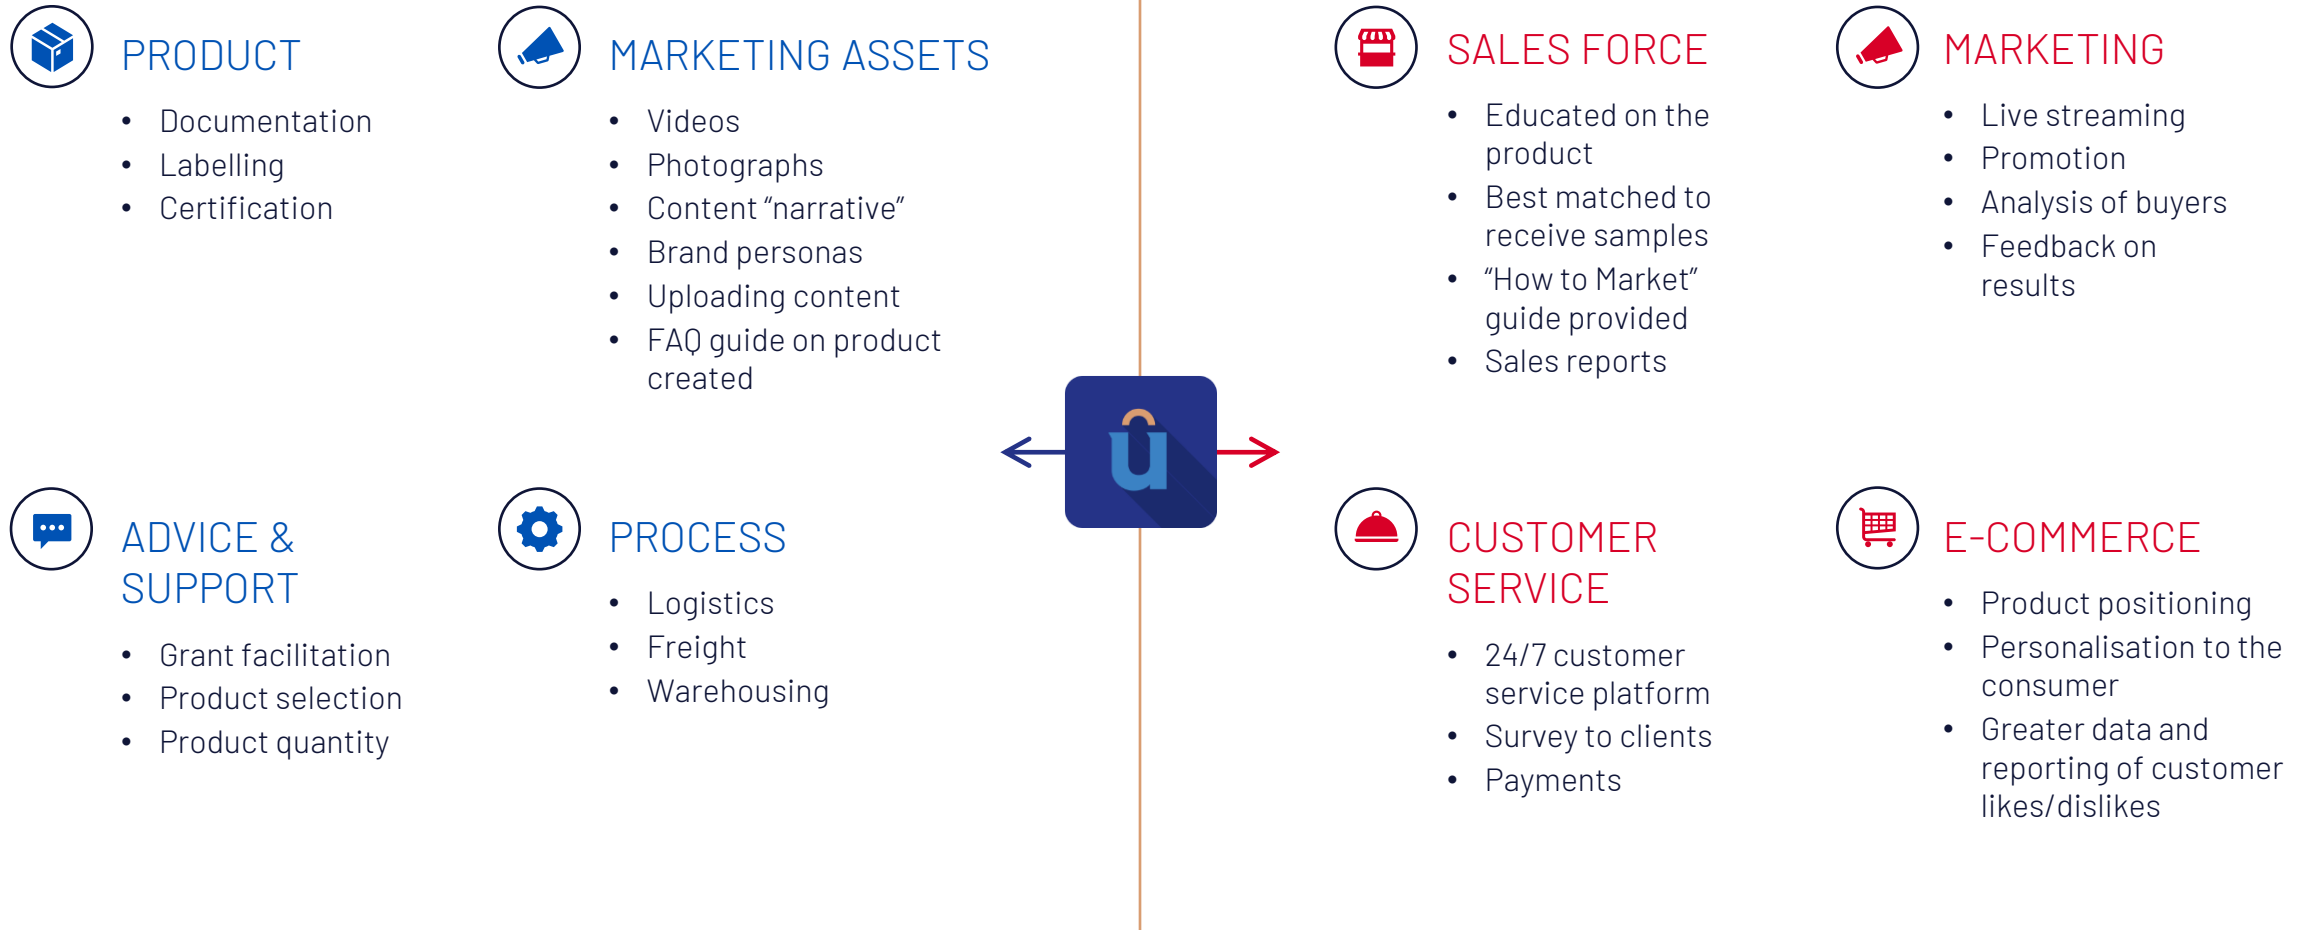 PRODUCT
• Documentation
• Labelling
• Certification
MARKETING ASSETS
• Videos
• Photographs
• Content “narrative”
• Brand personas
• Uploading content
• FAQ guide on product
created
ADVICE &
SUPPORT
• Grant facilitation
• Product selection
• Product quantity
PROCESS
• Logistics
• Freight
• Warehousing
u
SALES FORCE
• Educated on the
product
• Best matched to
receive samples
• “How to Market”
guide provided
• Sales reports
MARKETING
• Live streaming
• Promotion
• Analysis of buyers
• Feedback on
results
CUSTOMER
SERVICE
• 24/7 customer
service platform
• Survey to clients
• Payments
E-COMMERCE
• Product positioning
• Personalisation to the
consumer
• Greater data and
reporting of customer
likes/dislikes